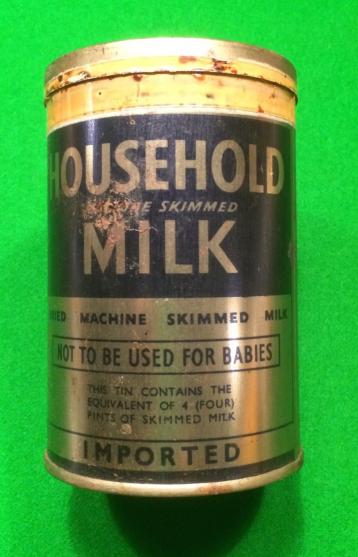 HOUSEHOLD
MACHINE SKIMMED
MILK
DRIED MACHINE SKIMMED MILK
NOT TO BE USED FOR BABIES
THIS TIN CONTAINS THE
EQUIVALENT OF 4 (FOUR)
PINTS OF SKIMMED MILK
IMPORTED